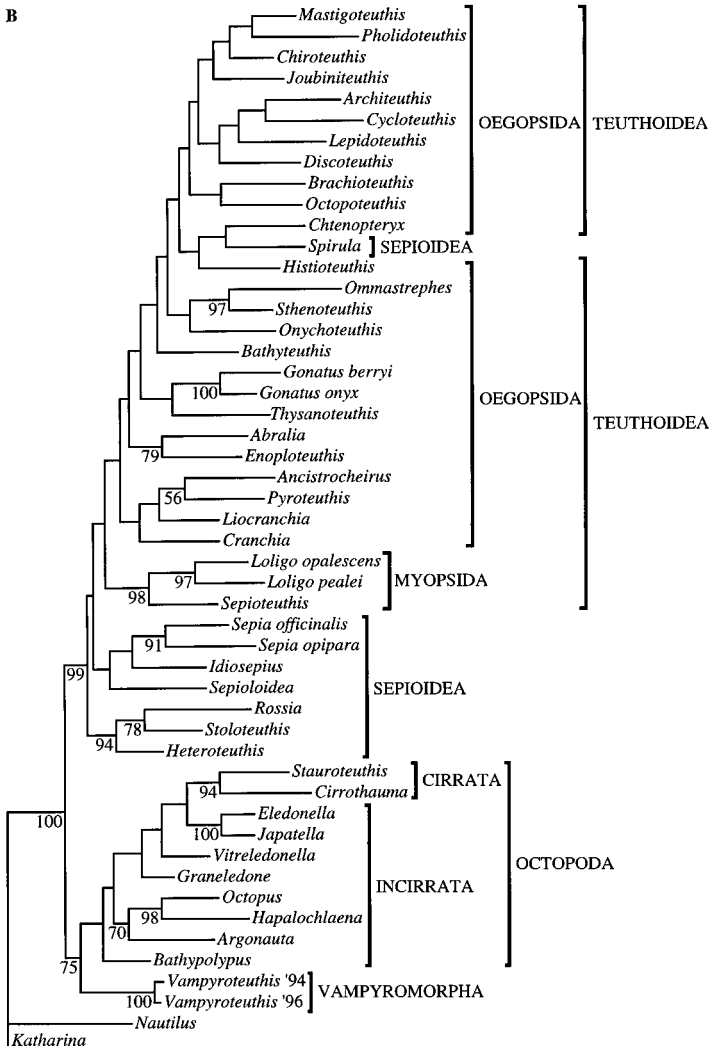 B
Mastigoteuthis
Pholidoteuthis
Chiroteuthis
Joubiniteuthis
Architeuthis
Cycloteuthis
OEGOPSIDA
TEUTHOIDEA
Lepidoteuthis
Discoteuthis
Brachioteuthis
Octopoteuthis
Chtenopteryx
Spirula
SEPIOIDEA
Histioteuthis
Ommastrephes
97
Sthenoteuthis
Onychoteuthis
Bathyteuthis
Gonatus berryi
100
Gonatus onyx
OEGOPSIDA
Thysanoteuthis
TEUTHOIDEA
Abralia
79
Enoploteuthis
Ancistrocheirus
56
Pyroteuthis
Liocranchia
Cranchia
Loligo opalescens
97
Loligo pealei
MYOPSIDA
98
Sepioteuthis
Sepia officinalis
91
Sepia opipara
Idiosepius
99
Sepioloidea
SEPIOIDEA
Rossia
78
Stoloteuthis
94
Heteroteuthis
Stauroteuthis
CIRRATA
94
Cirrothauma
Eledonella
100
100
Japatella
Vitreledonella
OCTOPODA
Graneledone
INCIRRATA
Octopus
98
Hapalochlaena
70
Argonauta
Bathypolypus
75
Vampyroteuthis '94
VAMPYROMORPHA
100
Vampyroteuthis '96
Nautilus
Katharina